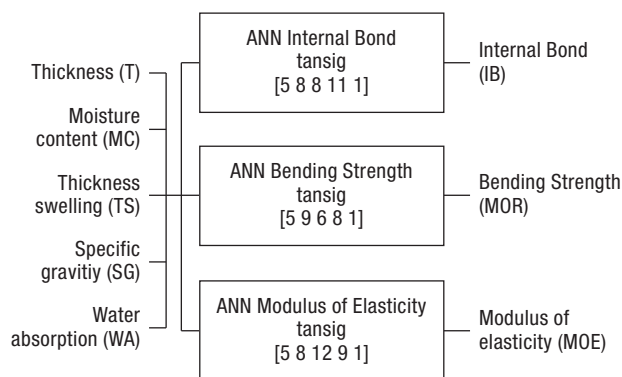 Thickness (T)
Moisture
content (MC)
Thickness
swelling (TS)
Specific
gravitiy (SG)
Water
absorption (WA)
ANN Internal Bond
tansig
[5 8 8 11 1]
ANN Bending Strength
tansig
[5 9 6 8 1]
ANN Modulus of Elasticity
tansig
[5 8 12 9 1]
Internal Bond
(IB)
Bending Strength
(MOR)
Modulus of
elasticity (MOE)